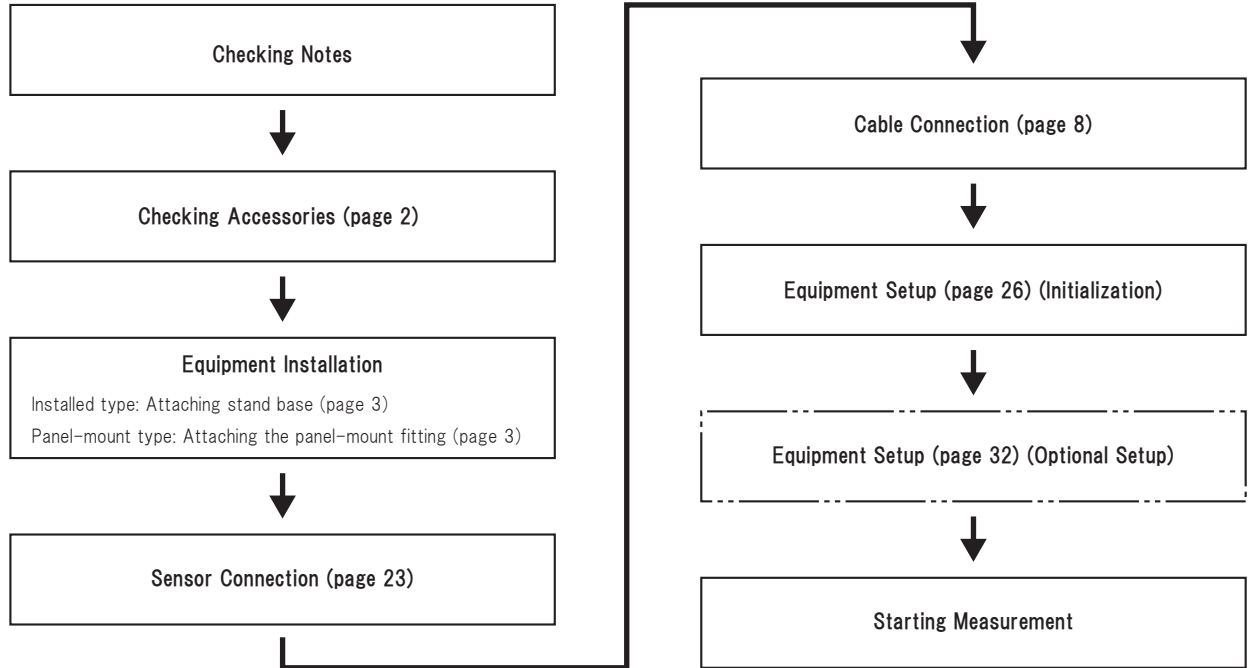 Checking Notes
Checking Accessories (page 2)
Equipment Installation
Installed type: Attaching stand base (page 3)
Panel-mount type: Attaching the panel-mount fitting (page 3)
Sensor Connection (page 23)
Cable Connection (page 8)
Equipment Setup (page 26) (Initialization)
Equipment Setup (page 32) (Optional Setup)
Starting Measurement